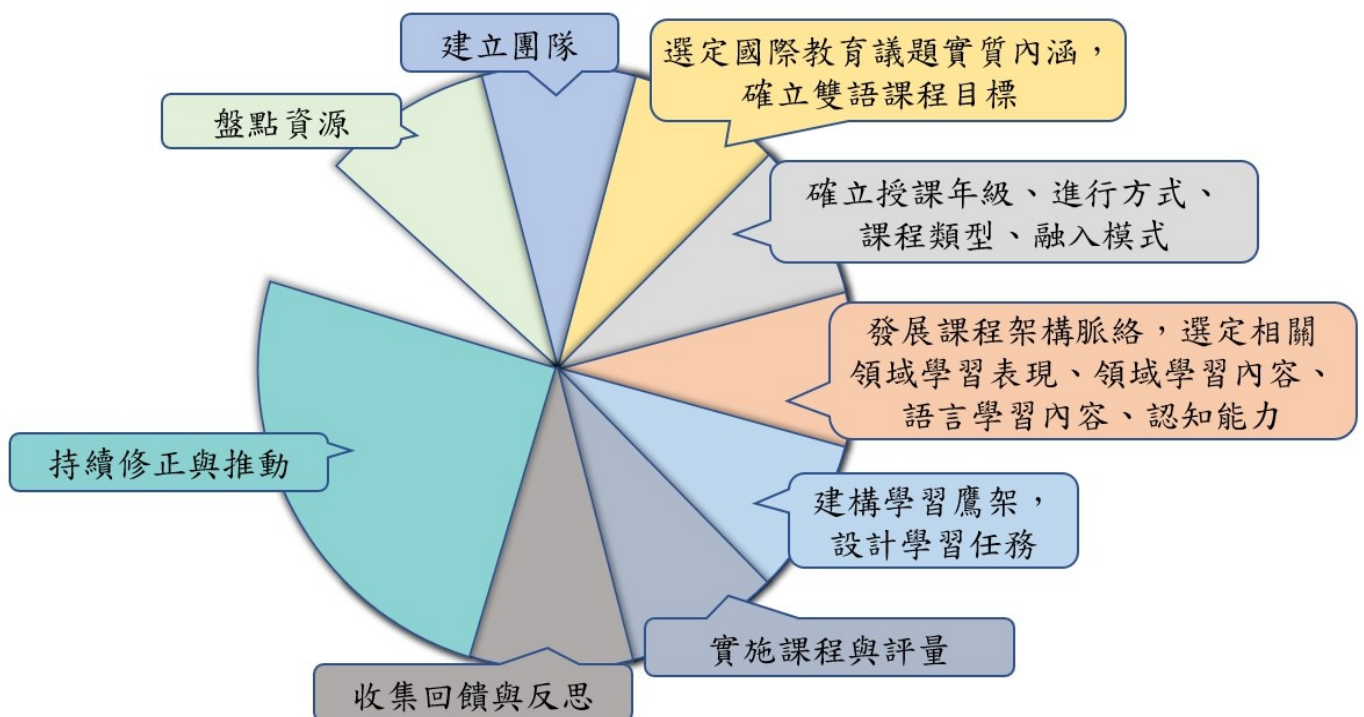 建立團隊
選定國際教育議題實質內涵，
確立雙語課程目標
盤點資源
確立授課年級、進行方式、
課程類型、融入模式
發展課程架構脈絡，選定相關
領域學習表現、領域學習內容、
語言學習內容、認知能力
持續修正與推動
建構學習鷹架，
設計學習任務
實施課程與評量
收集回饋與反思